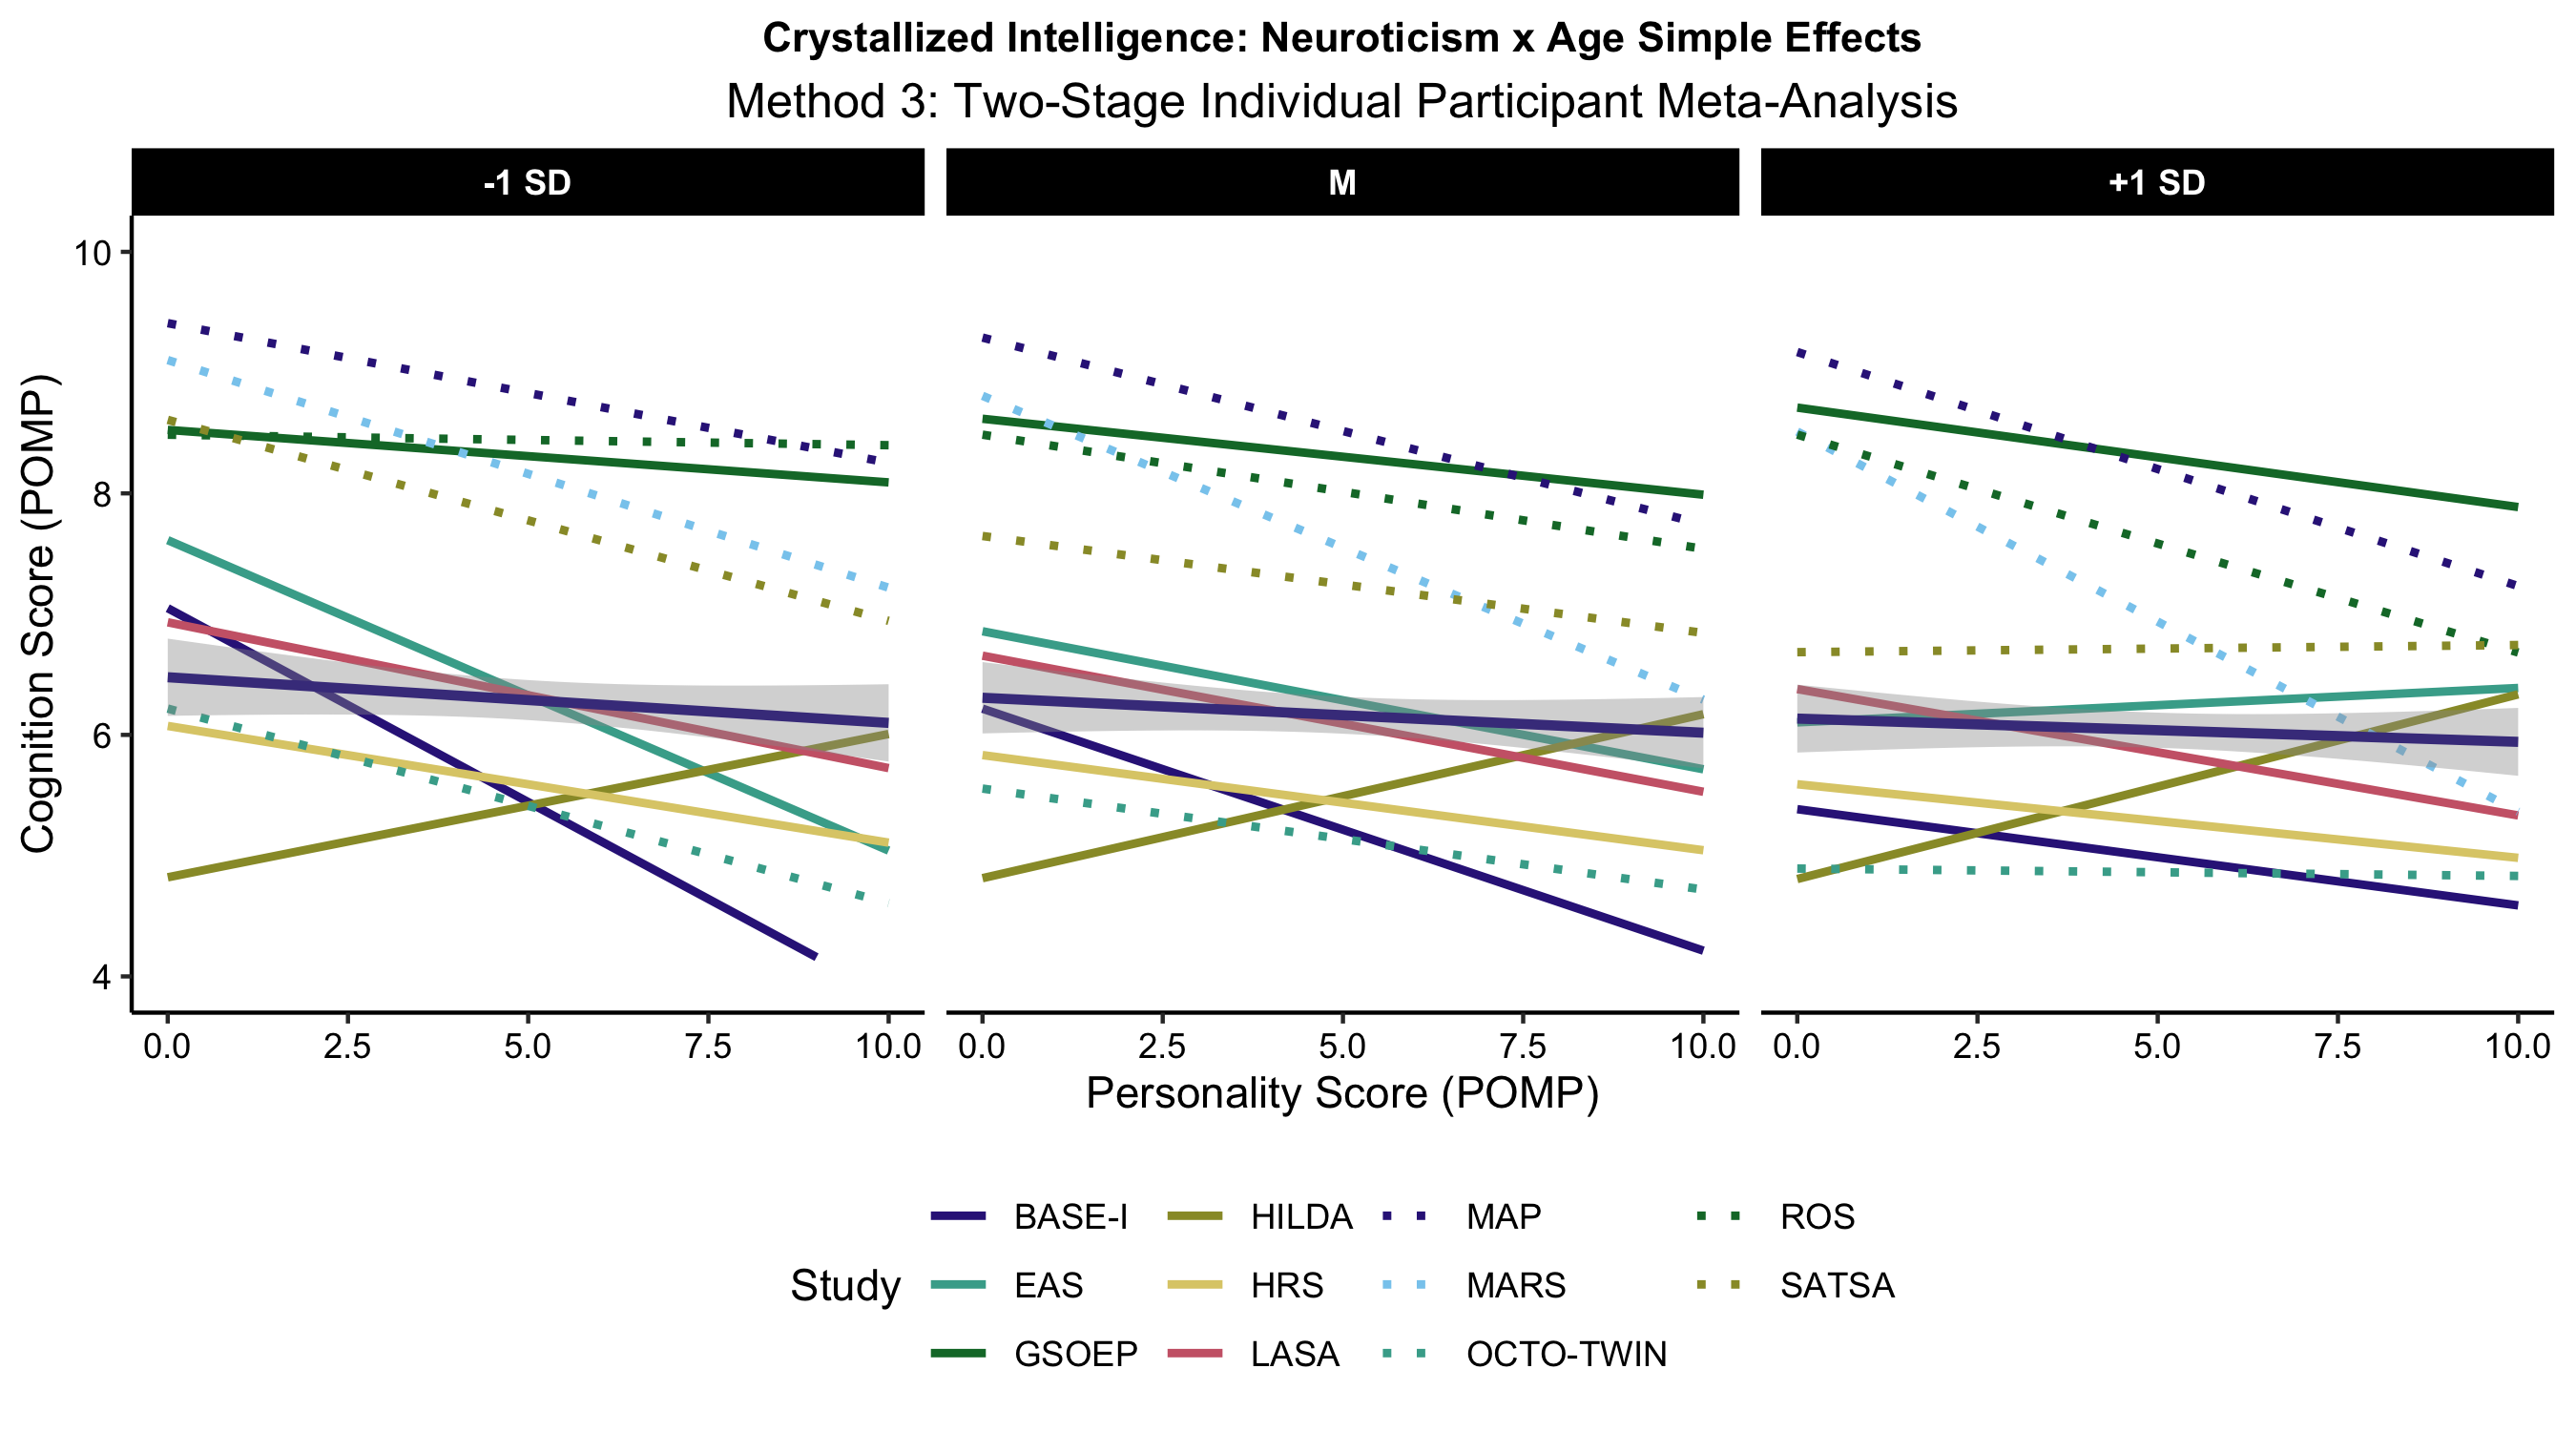 Crystallized Intelligence: Neuroticism x Age Simple Effects
Method 3: Two-Stage Individual Participant Meta-Analysis
-1 SD M +1 SD
Cognition Score (POMP)
10
8
6
4
0.0 2.5 5.0 7.5 10.0 0.0 2.5 5.0 7.5 10.0 0.0 2.5 5.0 7.5 10.0
Personality Score (POMP)
Study
BASE-I HILDA MAP ROS
EAS HRS MARS SATSA
GSOEP LASA OCTO-TWIN